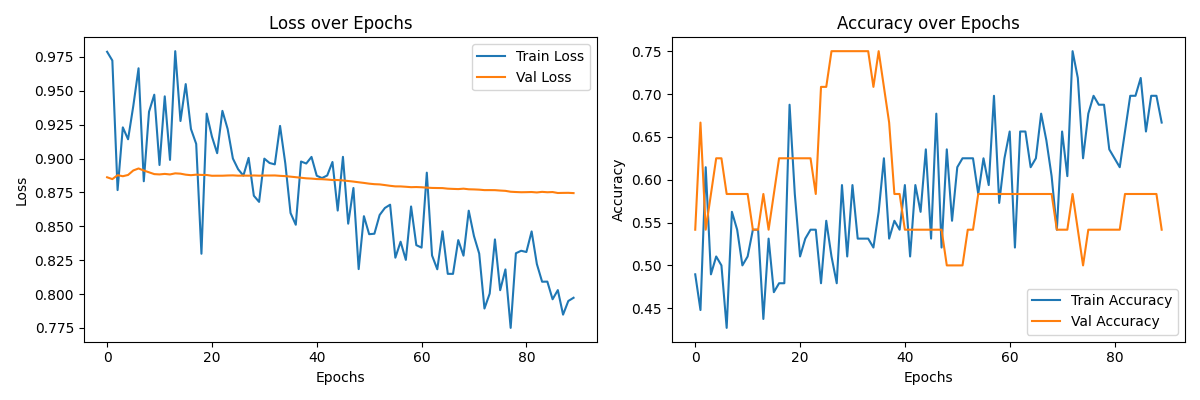 Loss over Epochs
0.975
0.950
0.925
0.900
0.875
0.850
0.825
0.800
0.775
Loss
0 20 40 60 80
Epochs
Train Loss
Val Loss
Accuracy over Epochs
0.75
0.70
0.65
0.60
0.55
0.50
0.45
Accuracy
0 20 40 60 80
Epochs
Train Accuracy
Val Accuracy